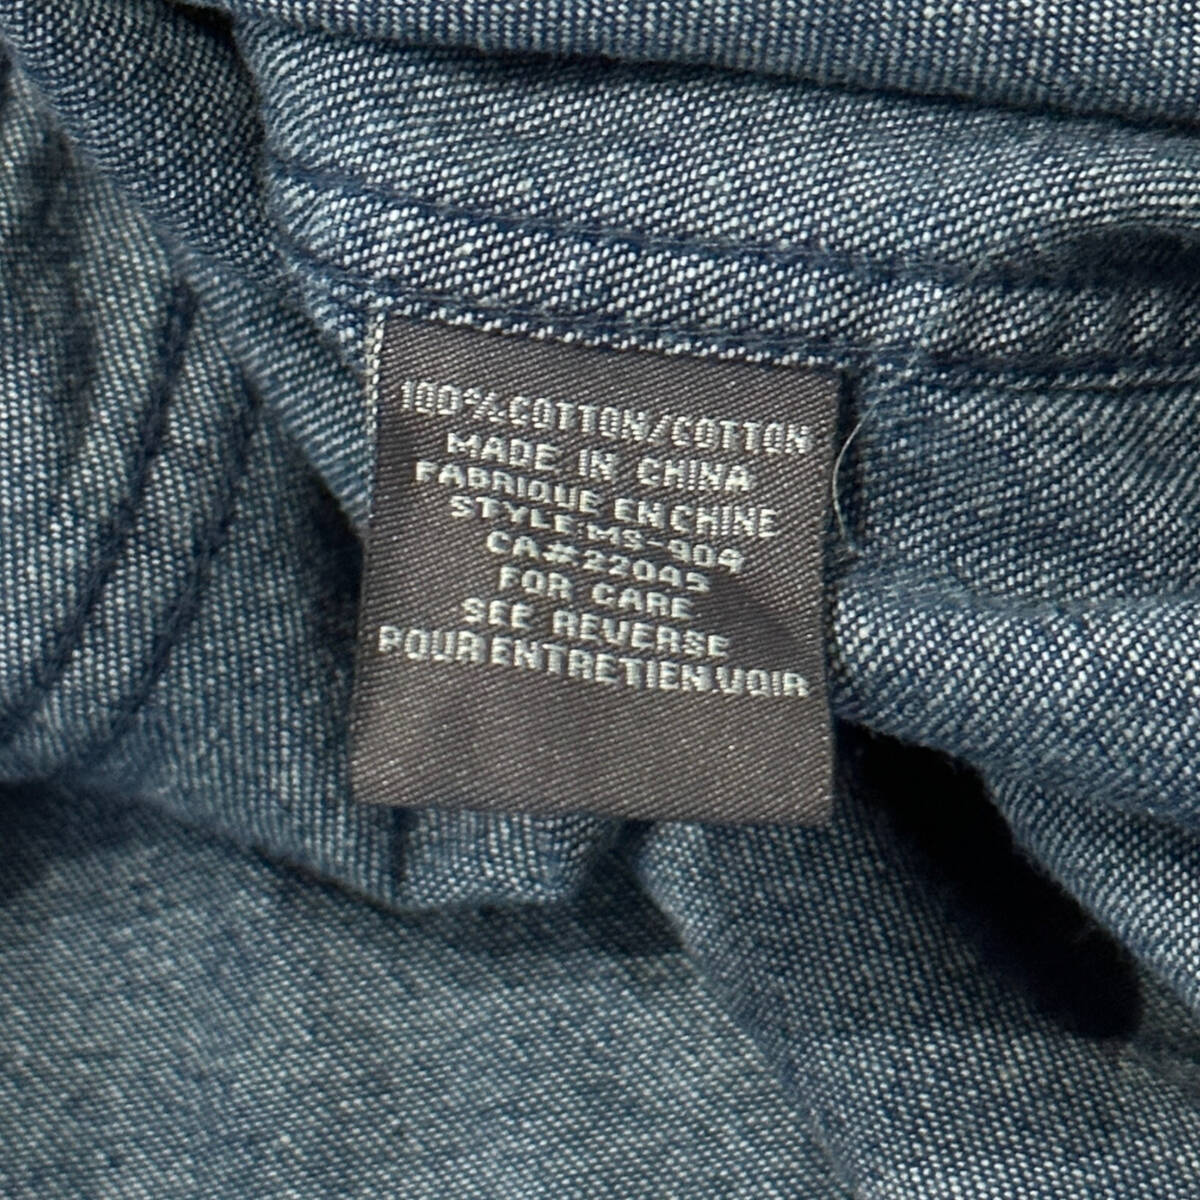 100% COTTON/COTTON
MADE IN CHINA
FABRIQUE EN CHINE
STYLE:MS-904
CA#22045
FOR CARE
SEE REVERSE
POUR ENTRETIEN.VOIR